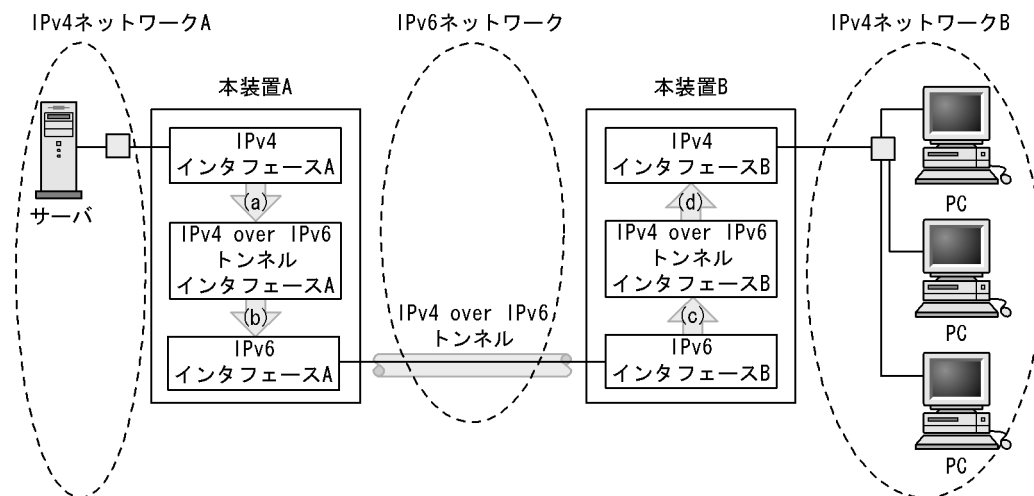 IPv4ネットワークA
IPv6ネットワーク
IPv4ネットワークB
本装置A
本装置B
IPv4
インタフェースA
(a)
IPv4 over IPv6
トンネル
インタフェースA
(b)
IPv6
インタフェースA
サーバ
IPv4 over IPv6
トンネル
IPv4
インタフェースB
(d)
IPv4 over IPv6
トンネル
インタフェースB
(c)
IPv6
インタフェースB
PC
PC
PC